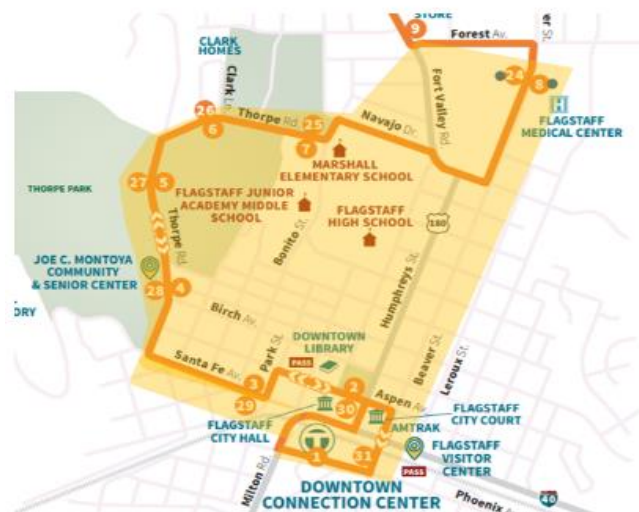 STORE
9
Forest Av.
er St.
CLARK
HOMES
Clark Ln.
24
8
26
6
Thorpe Rd.
25
7
Navajo Dr.
Fort Valley Rd.
H
FLAGSTAFF
MEDICAL CENTER
MARSHALL
ELEMENTARY SCHOOL
THORPE PARK
27
5
FLAGSTAFF JUNIOR
ACADEMY MIDDLE
SCHOOL
FLAGSTAFF
HIGH SCHOOL
180
Thorpe Rd.
Bonito St.
JOE C. MONTOYA
COMMUNITY
& SENIOR CENTER
ORY
28
4
Birch Av.
Humphreys St.
Beaver St.
Leroux St.
Park St.
DOWNTOWN
LIBRARY
Santa Fe Av.
PASS
3
29
2
Aspen Av
30
FLAGSTAFF
CITY HALL
FLAGSTAFF
CITY COURT
AMTRAK
FLAGSTAFF
VISITOR
CENTER
1
31
PASS
Milton Rd.
DOWNTOWN
CONNECTION CENTER
Phoenix A
40